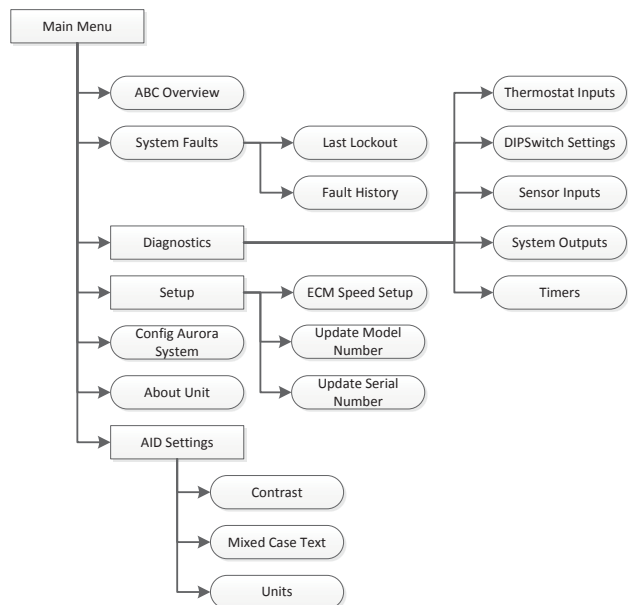 Main Menu
ABC Overview
Thermostat Inputs
System Faults
Last Lockout
DIPSwitch Settings
Fault History
Sensor Inputs
Diagnostics
System Outputs
Setup
ECM Speed Setup
Timers
Config Aurora
System
Update Model
Number
About Unit
Update Serial
Number
AID Settings
Contrast
Mixed Case Text
Units